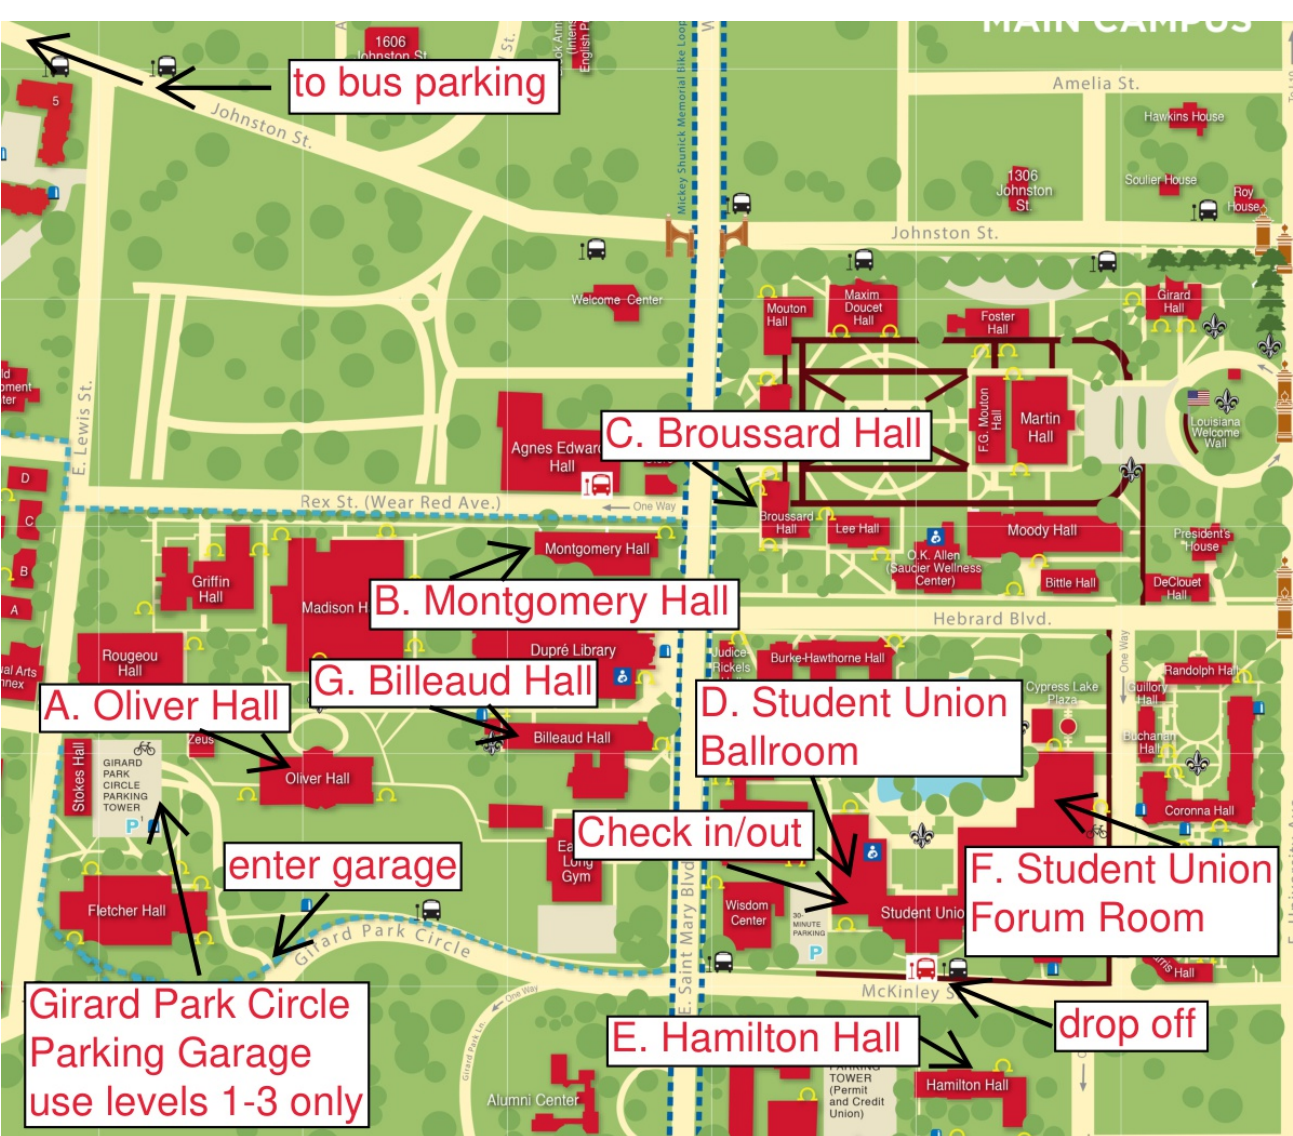 MAIN CAMPUS
1606
Johnston St.
to bus parking
5
Johnston St.
Mickey Shunick Memorial Bike Loop
Amelia St.
Hawkins House
1306
Johnston
St.
Soulier House
Roy
House
Johnston St.
Welcome Center
Mouton
Hall
Maxim
Doucet
Hall
Foster
Hall
Girard
Hall
E. Lewis St.
F.G. Mouton
Hall
Martin
Hall
Louisiana
Welcome
Wall
C. Broussard Hall
Agnes Edwards
Hall
D
C
B
A
Rex St. (Wear Red Ave.)
One Way
Broussard
Hall
Lee Hall
O.K. Allen
(Saucier Wellness
Center)
Moody Hall
President's
House
Montgomery Hall
Griffin
Hall
Bittle Hall
DeClouet
Hall
Madison H
B. Montgomery Hall
Hebrard Blvd.
Rougeou
Hall
Dupré Library
Judice-
Rickels
Burke-Hawthorne Hall
One Way
Randolph Hall
G. Billeaud Hall
Cypress Lake
Plaza
Guillory
Hall
A. Oliver Hall
D. Student Union
Ballroom
Buchanan
Hall
Billeaud Hall
Zeus
Stokes Hall
GIRARD
PARK
CIRCLE
PARKING
TOWER
P
Oliver Hall
Coronna Hall
Check in/out
Long
Gym
enter garage
F. Student Union
Forum Room
Fletcher Hall
Wisdom
Center
30-
MINUTE
PARKING
P
Student Unio
Girard Park Circle
E. Saint Mary Blvd
McKinley S
Girard Park Circle
Parking Garage
use levels 1-3 only
One Way
Girard Park Ln.
E. Hamilton Hall
drop off
PARKING
TOWER
(Permit
and Credit
Union)
Hamilton Hall
Alumni Center